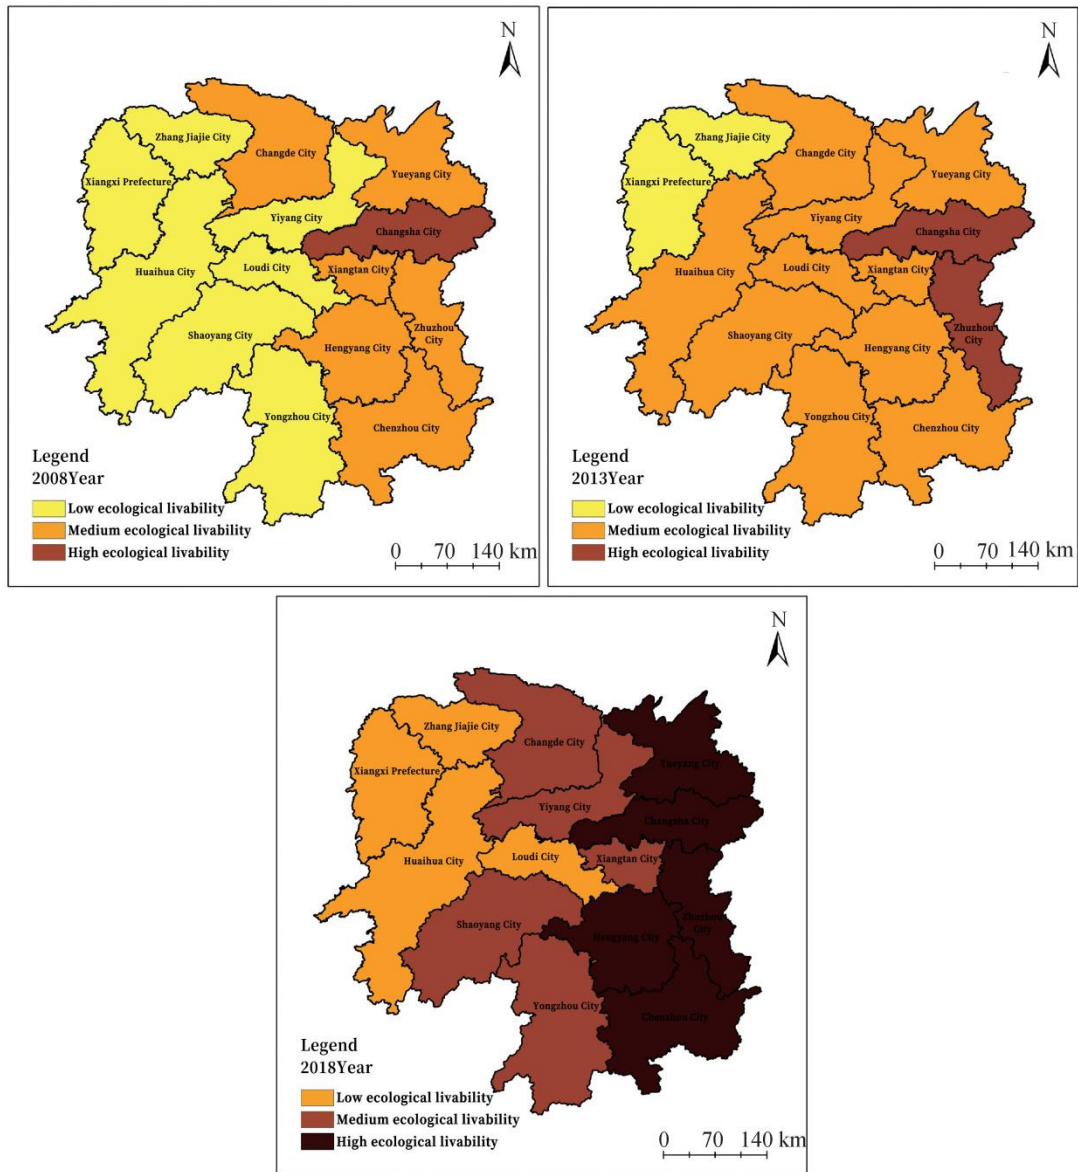 N
Zhang Jiajie City
Changde City
Yueyang City
Xiangxi Prefecture
Yiyang City
Changsha City
Huaihua City
Loudi City
Xiangtan City
Shaoyang City
Hengyang City
Zhuzhou
City
Yongzhou City
Chenzhou City
Legend
2008Year
Low ecological livability
Medium ecological livability
High ecological livability
0 70 140 km
N
Zhang Jiajie City
Changde City
Yueyang City
Xiangxi Prefecture
Yiyang City
Changsha City
Huaihua City
Loudi City
Xiangtan City
Shaoyang City
Hengyang City
Zhuzhou
City
Yongzhou City
Chenzhou City
Legend
2013Year
Low ecological livability
Medium ecological livability
High ecological livability
0 70 140 km
N
Zhang Jiajie City
Changde City
Yueyang City
Xiangxi Prefecture
Yiyang City
Changsha City
Huaihua City
Loudi City
Xiangtan City
Shaoyang City
Hengyang City
Zhuzhou
City
Yongzhou City
Chenzhou City
Legend
2018Year
Low ecological livability
Medium ecological livability
High ecological livability
0 70 140 km